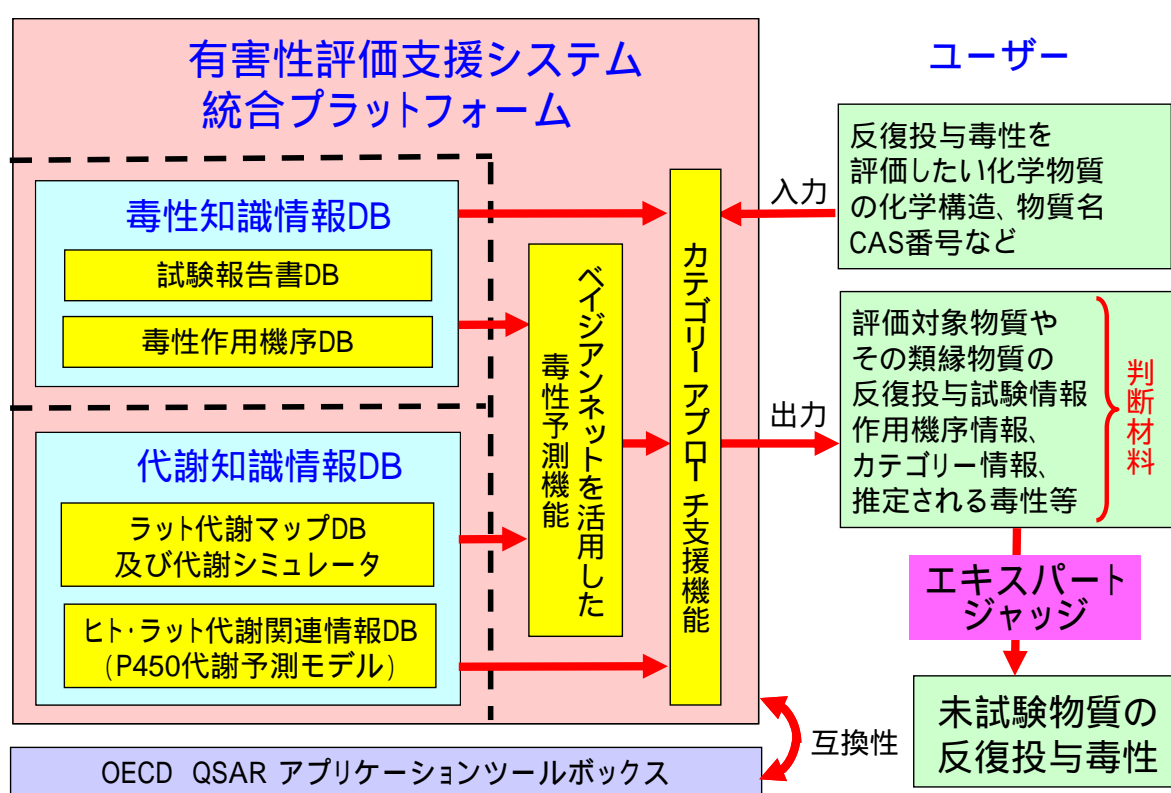 有害性評価支援システム
統合プラットフォーム
毒性知識情報DB
試験報告書DB
毒性作用機序DB
代謝知識情報DB
ラット代謝マップDB
及び代謝シミュレータ
ヒト・ラット代謝関連情報DB
(P450代謝予測モデル)
ベイジアンネットを活用した
毒性予測機能
カテゴリーアプローチ支援機能
ユーザー
入力
反復投与毒性を
評価したい化学物質
の化学構造、物質名
CAS番号など
出力
評価対象物質や
その類縁物質の
反復投与試験情報
作用機序情報、
カテゴリー情報、
推定される毒性等
判断材料
エキスパート
ジャッジ
未試験物質の
反復投与毒性
互換性
OECD QSAR アプリケーションツールボックス